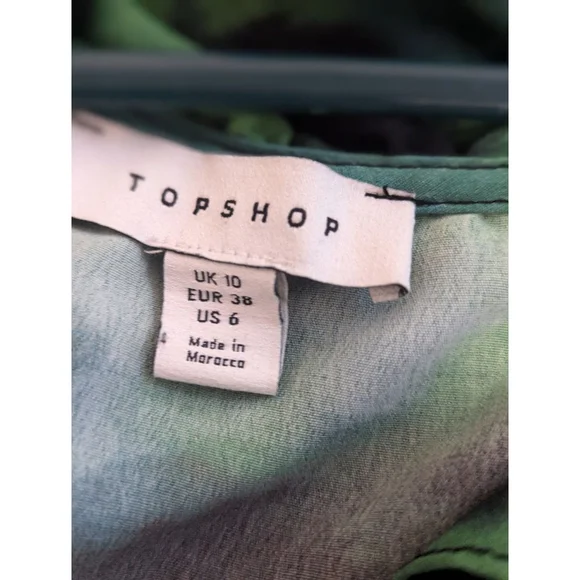 TOPSHOP
UK 10
EUR 38
US 6
Made in
Morocco